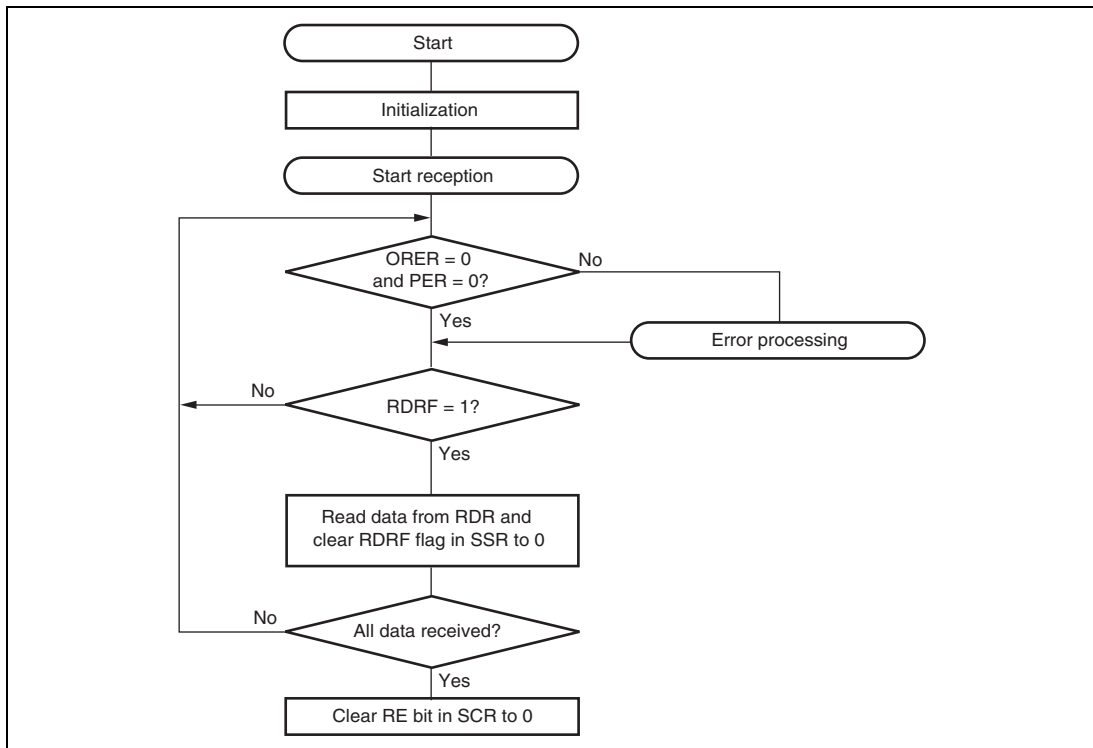 Start
Initialization
Start reception
ORER = 0
and PER = 0?
No
Yes
Error processing
No
RDRF = 1?
Yes
Read data from RDR and
clear RDRF flag in SSR to 0
No
All data received?
Yes
Clear RE bit in SCR to 0